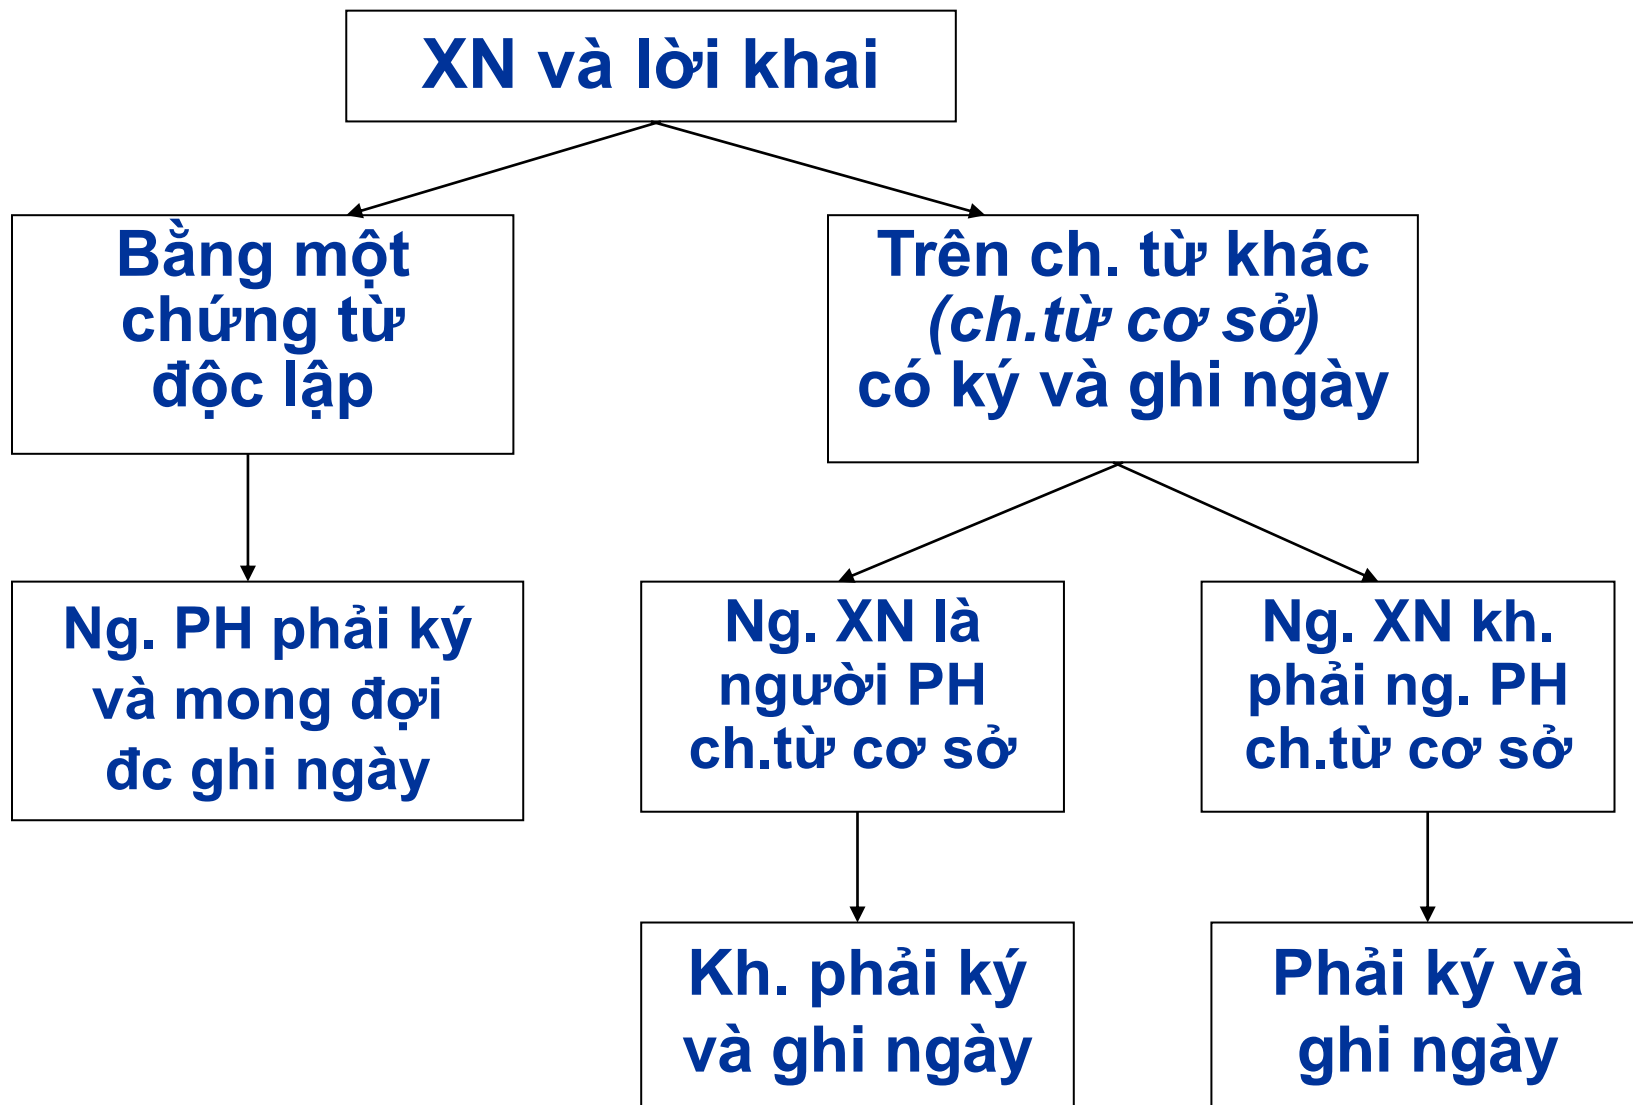 XN và lời khai
Bằng một
chứng từ
độc lập
Trên ch. từ khác
(ch.từ cơ sở)
có ký và ghi ngày
Ng. PH phải ký
và mong đợi
đc ghi ngày
Ng. XN là
người PH
ch.từ cơ sở
Ng. XN kh.
phải ng. PH
ch.từ cơ sở
Kh. phải ký
và ghi ngày
Phải ký và
ghi ngày